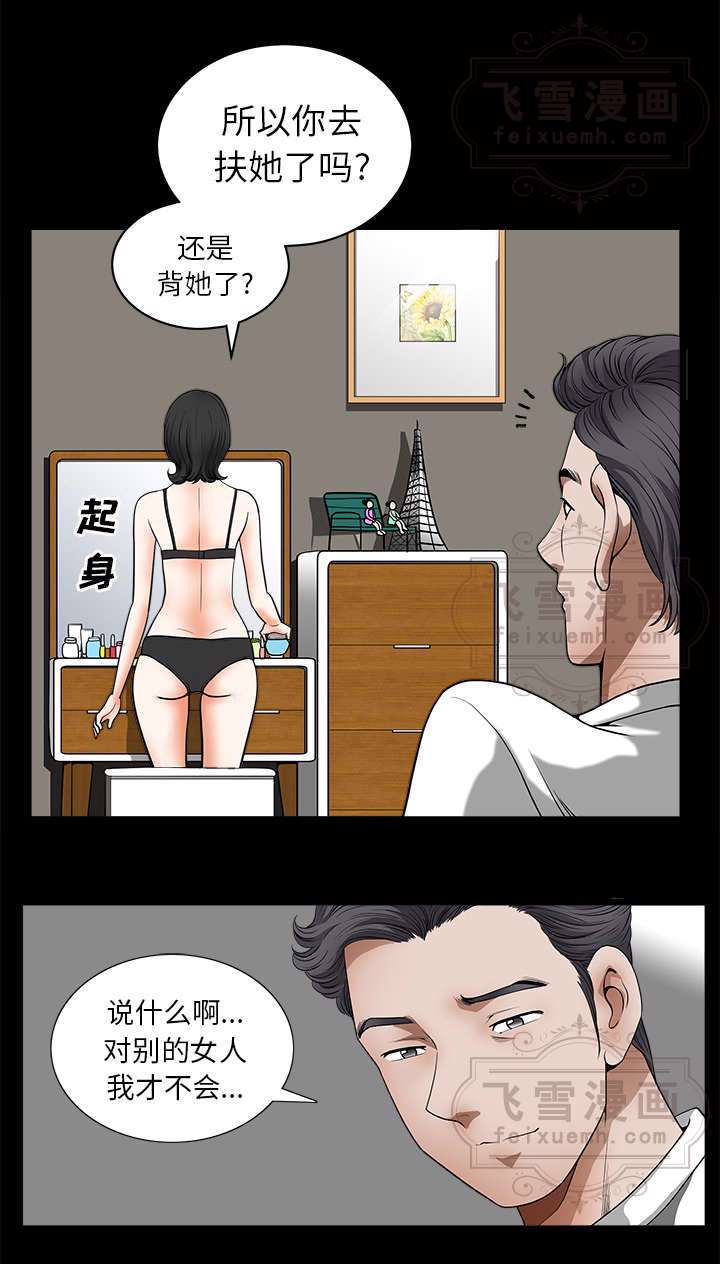 飞雪漫画
feixuemh.com
所以你去
扶她了吗?
还是
背她了?
起
身
飞雪漫画
feixuemh.com
说什么啊...
对别的女人
我才不会...
飞雪漫画
feixuemh.com